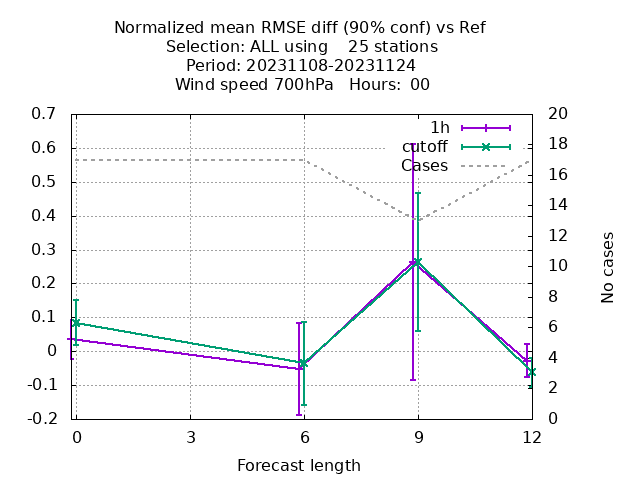 Normalized mean RMSE diff (90% conf) vs Ref
Selection: ALL using    25 stations
Period: 20231108-20231124
Wind speed 700hPa   Hours:  00
0.7
0.6
0.5
0.4
0.3
0.2
0.1
0
-0.1
-0.2
1h
cutoff
Cases
20
18
16
14
12
10
8
6
4
2
0
No cases
0 3 6 9 12
Forecast length